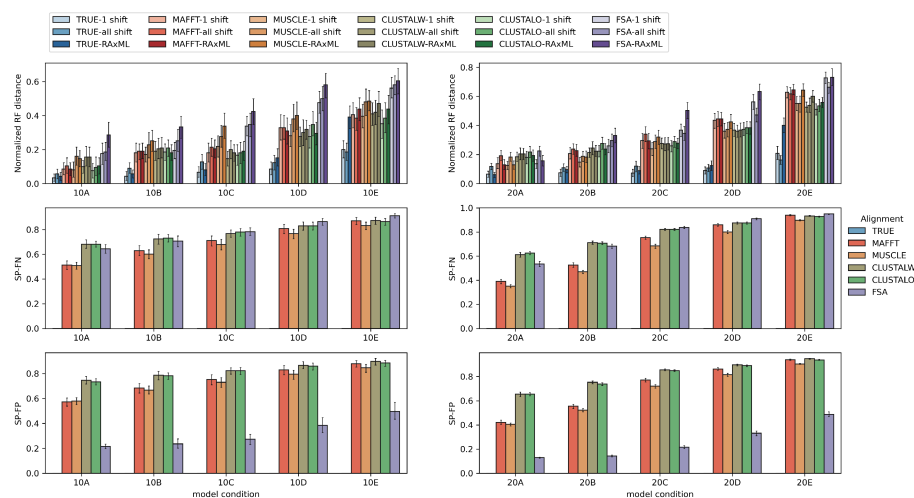 TRUE-1 shift MAFFT-1 shift MUSCLE-1 shift CLUSTALW-1 shift CLUSTALO-1 shift FSA-1 shift
TRUE-all shift MAFFT-all shift MUSCLE-all shift CLUSTALW-all shift CLUSTALO-all shift FSA-all shift
TRUE-RAxML MAFFT-RAxML MUSCLE-RAxML CLUSTALW-RAxML CLUSTALO-RAxML FSA-RAxML
Normalized RF distance
0.6
0.4
0.2
0.0
10A 10B 10C 10D 10E
Normalized RF distance
0.8
0.6
0.4
0.2
0.0
20A 20B 20C 20D 20E
SP-FN
0.8
0.6
0.4
0.2
0.0
10A 10B 10C 10D 10E
SP-FN
1.0
0.8
0.6
0.4
0.2
0.0
20A 20B 20C 20D 20E
Alignment
TRUE
MAFFT
MUSCLE
CLUSTALW
CLUSTALO
FSA
SP-FP
0.8
0.6
0.4
0.2
0.0
10A 10B 10C 10D 10E
model condition
SP-FP
0.8
0.6
0.4
0.2
0.0
20A 20B 20C 20D 20E
model condition